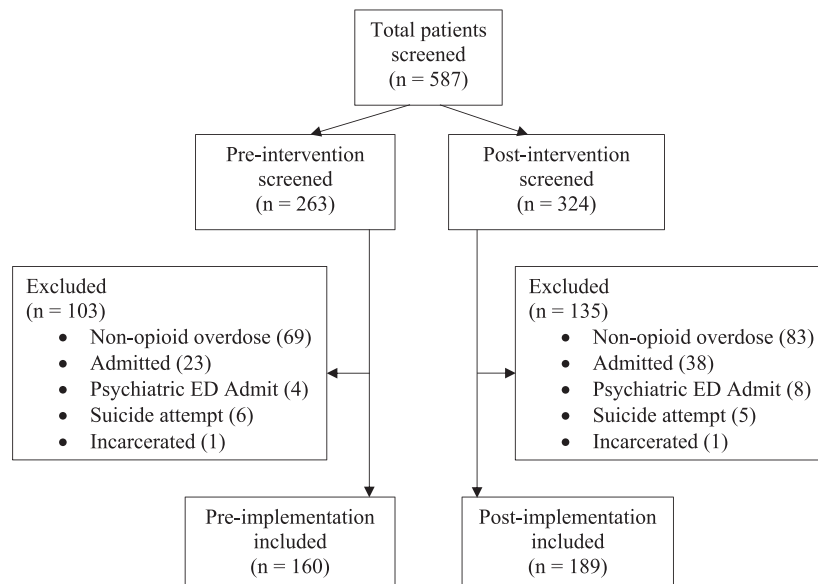 Total patients
screened
(n = 587)
Pre-intervention
screened
(n = 263)
Post-intervention
screened
(n = 324)
Excluded
(n = 103)
• Non-opioid overdose (69)
• Admitted (23)
• Psychiatric ED Admit (4)
• Suicide attempt (6)
• Incarcerated (1)
Excluded
(n = 135)
• Non-opioid overdose (83)
• Admitted (38)
• Psychiatric ED Admit (8)
• Suicide attempt (5)
• Incarcerated (1)
Pre-implementation
included
(n = 160)
Post-implementation
included
(n = 189)